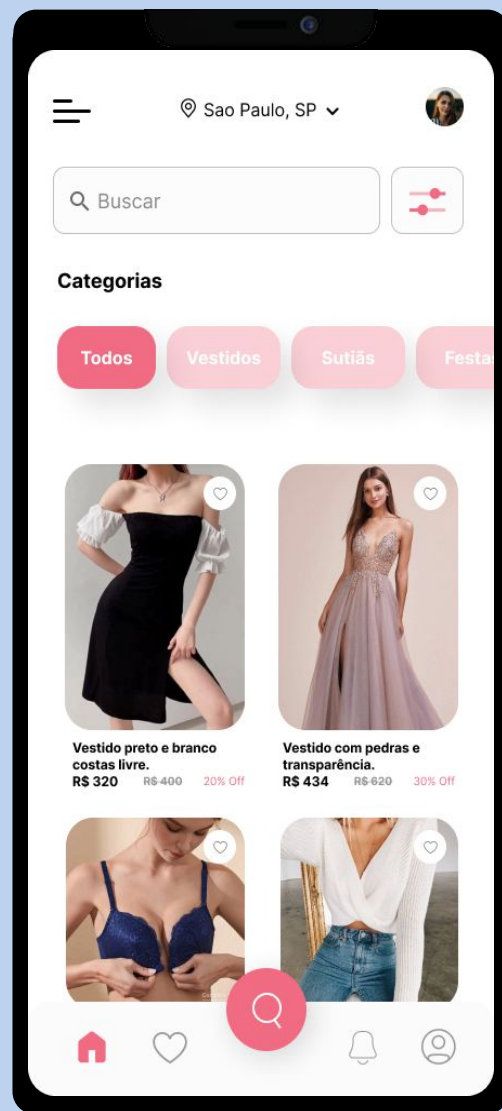 Sao Paulo, SP
Buscar
Categorias
Todos
Vestidos
Sutiãs
Festa
Vestido preto e branco
costas livre.
R$ 320 R$ 400 20% Off
Vestido com pedras e
transparência.
R$ 434 R$ 620 30% Off